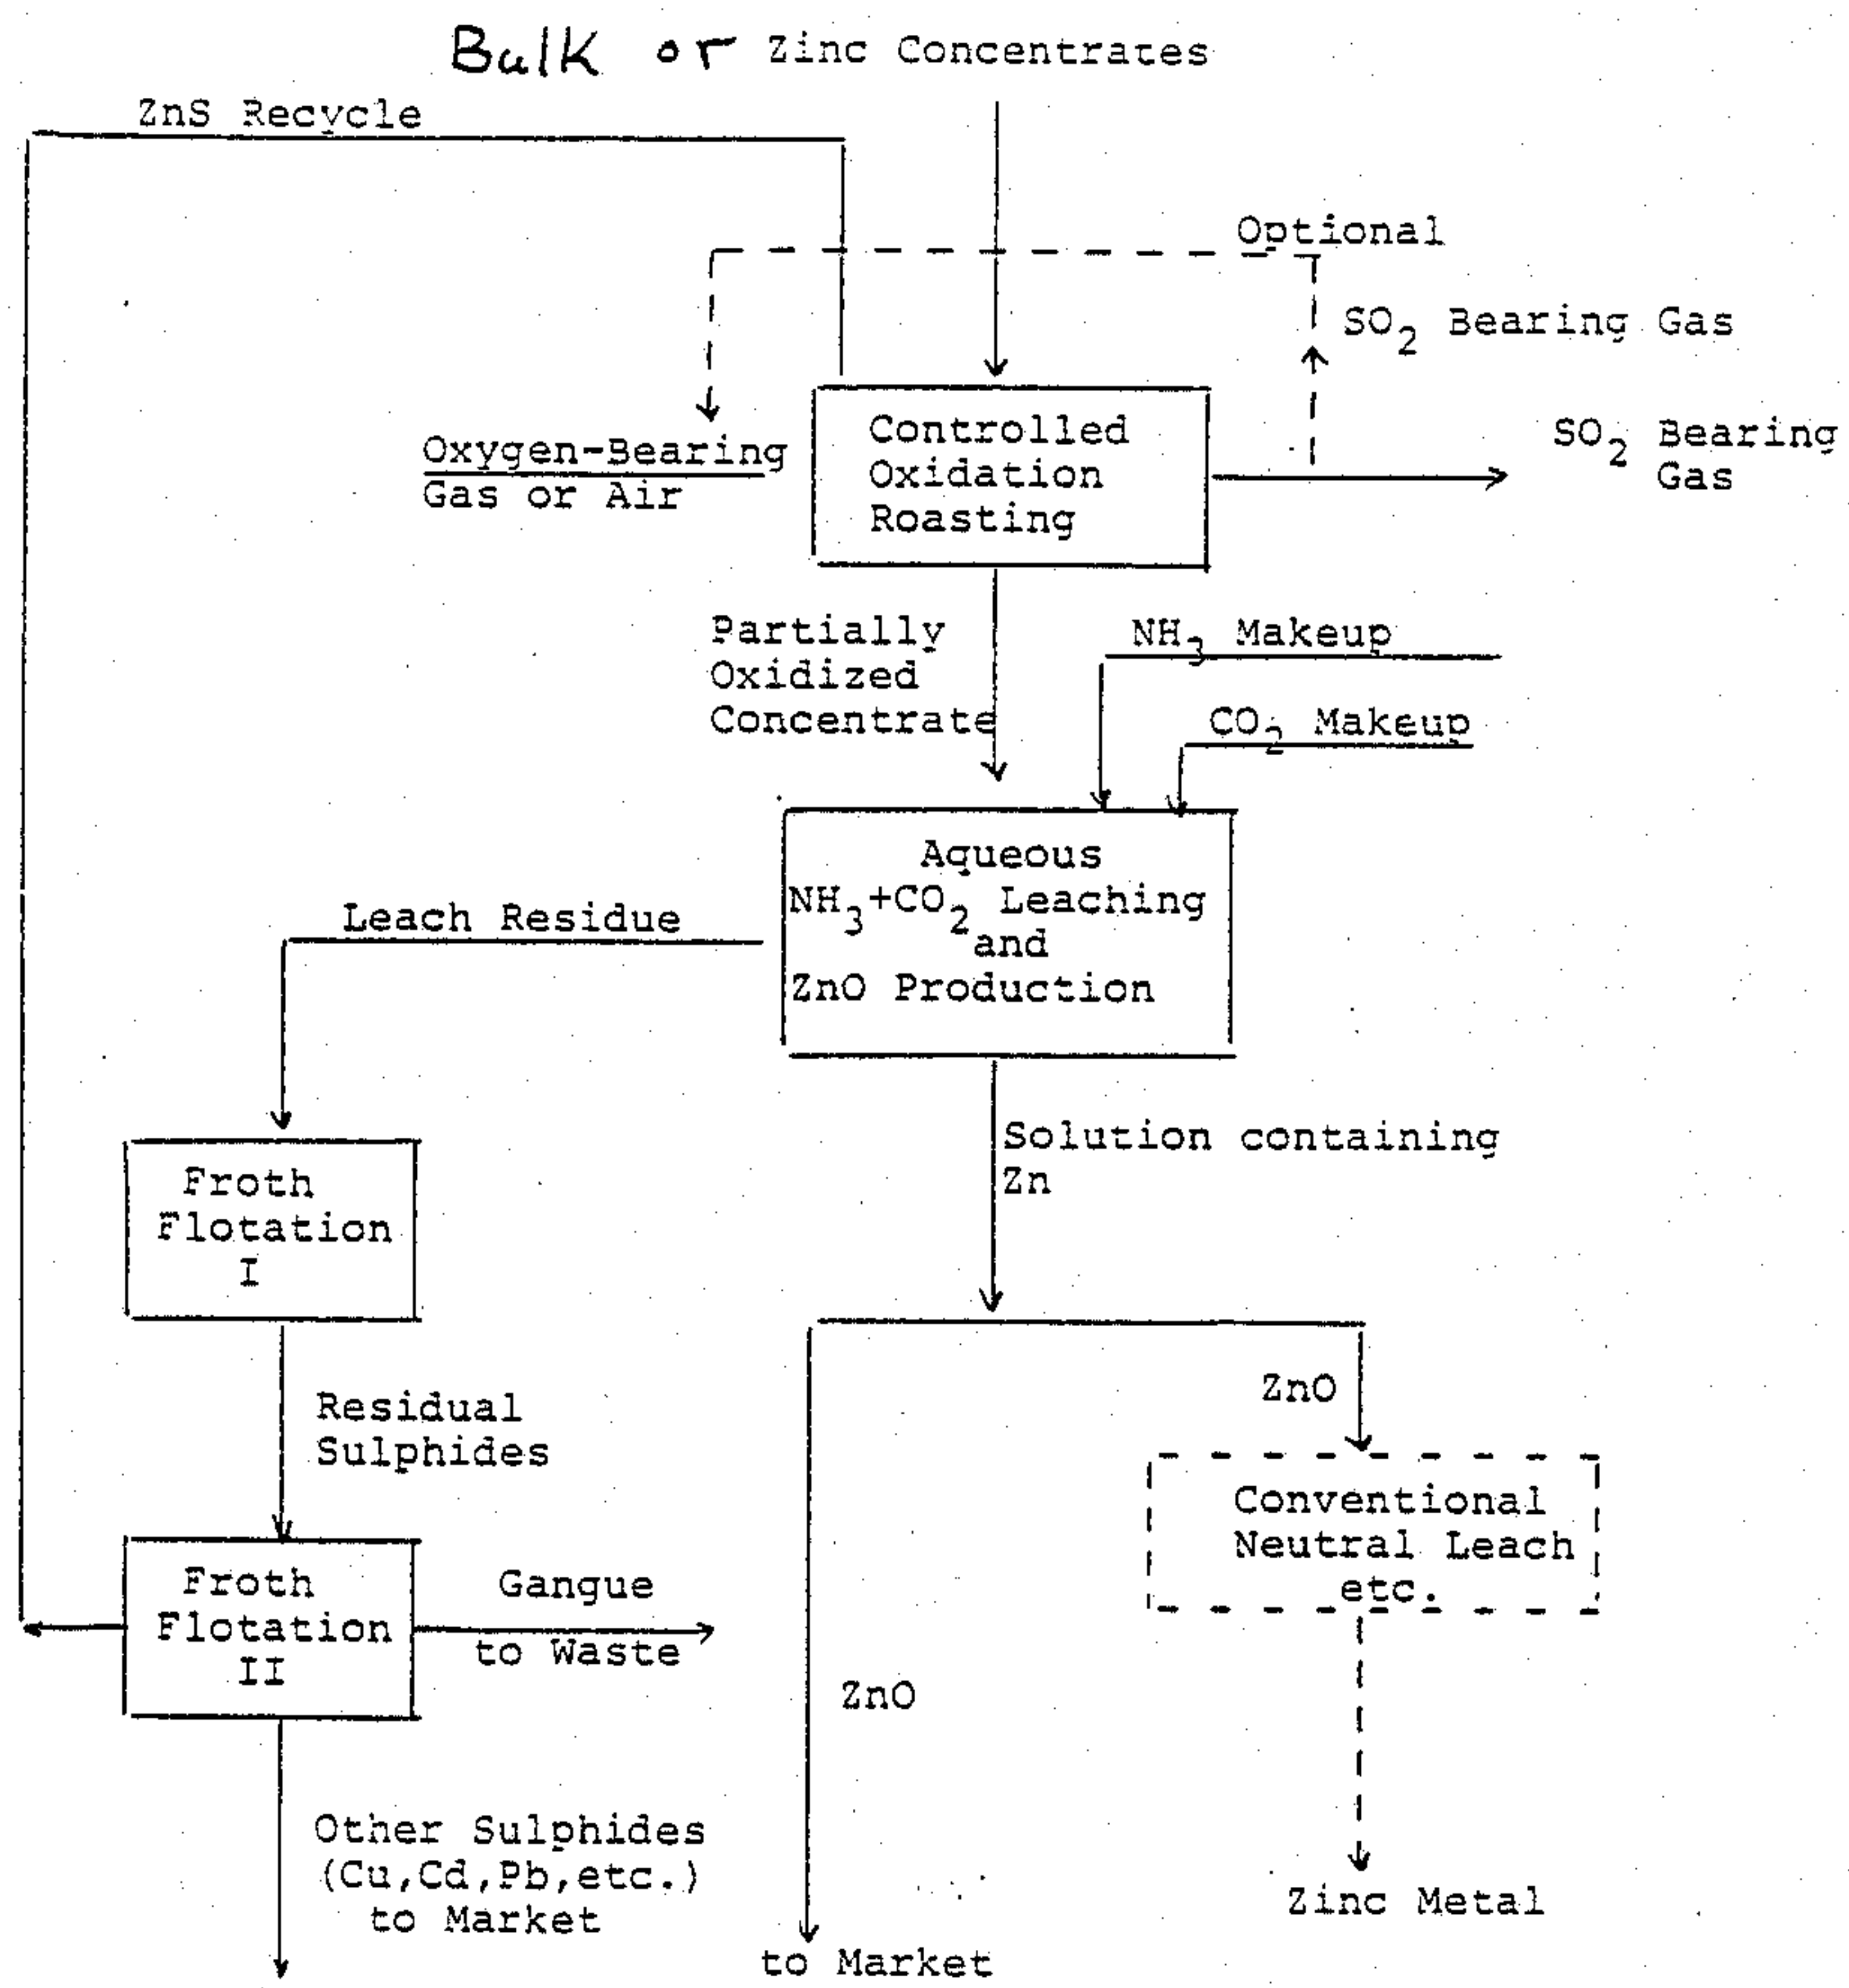 Bulk or Zinc Concentrates
ZnS Recycle
Optional
SO2 Bearing Gas
Oxygen-Bearing
Gas or Air
Controlled
Oxidation
Roasting
SO2 Bearing
Gas
Partially
Oxidized
Concentrate
NH3 Makeup
CO2 Makeup
Aqueous
NH3+CO2 Leaching
and
ZnO Production
Leach Residue
Solution containing
Zn
Froth
Flotation
I
Residual
Sulphides
ZnO
Conventional
Neutral Leach
etc.
Froth
Flotation
II
Gangue
to Waste
ZnO
Other Sulphides
(Cu,Cd,Pb,etc.)
to Market
Zinc Metal
to Market